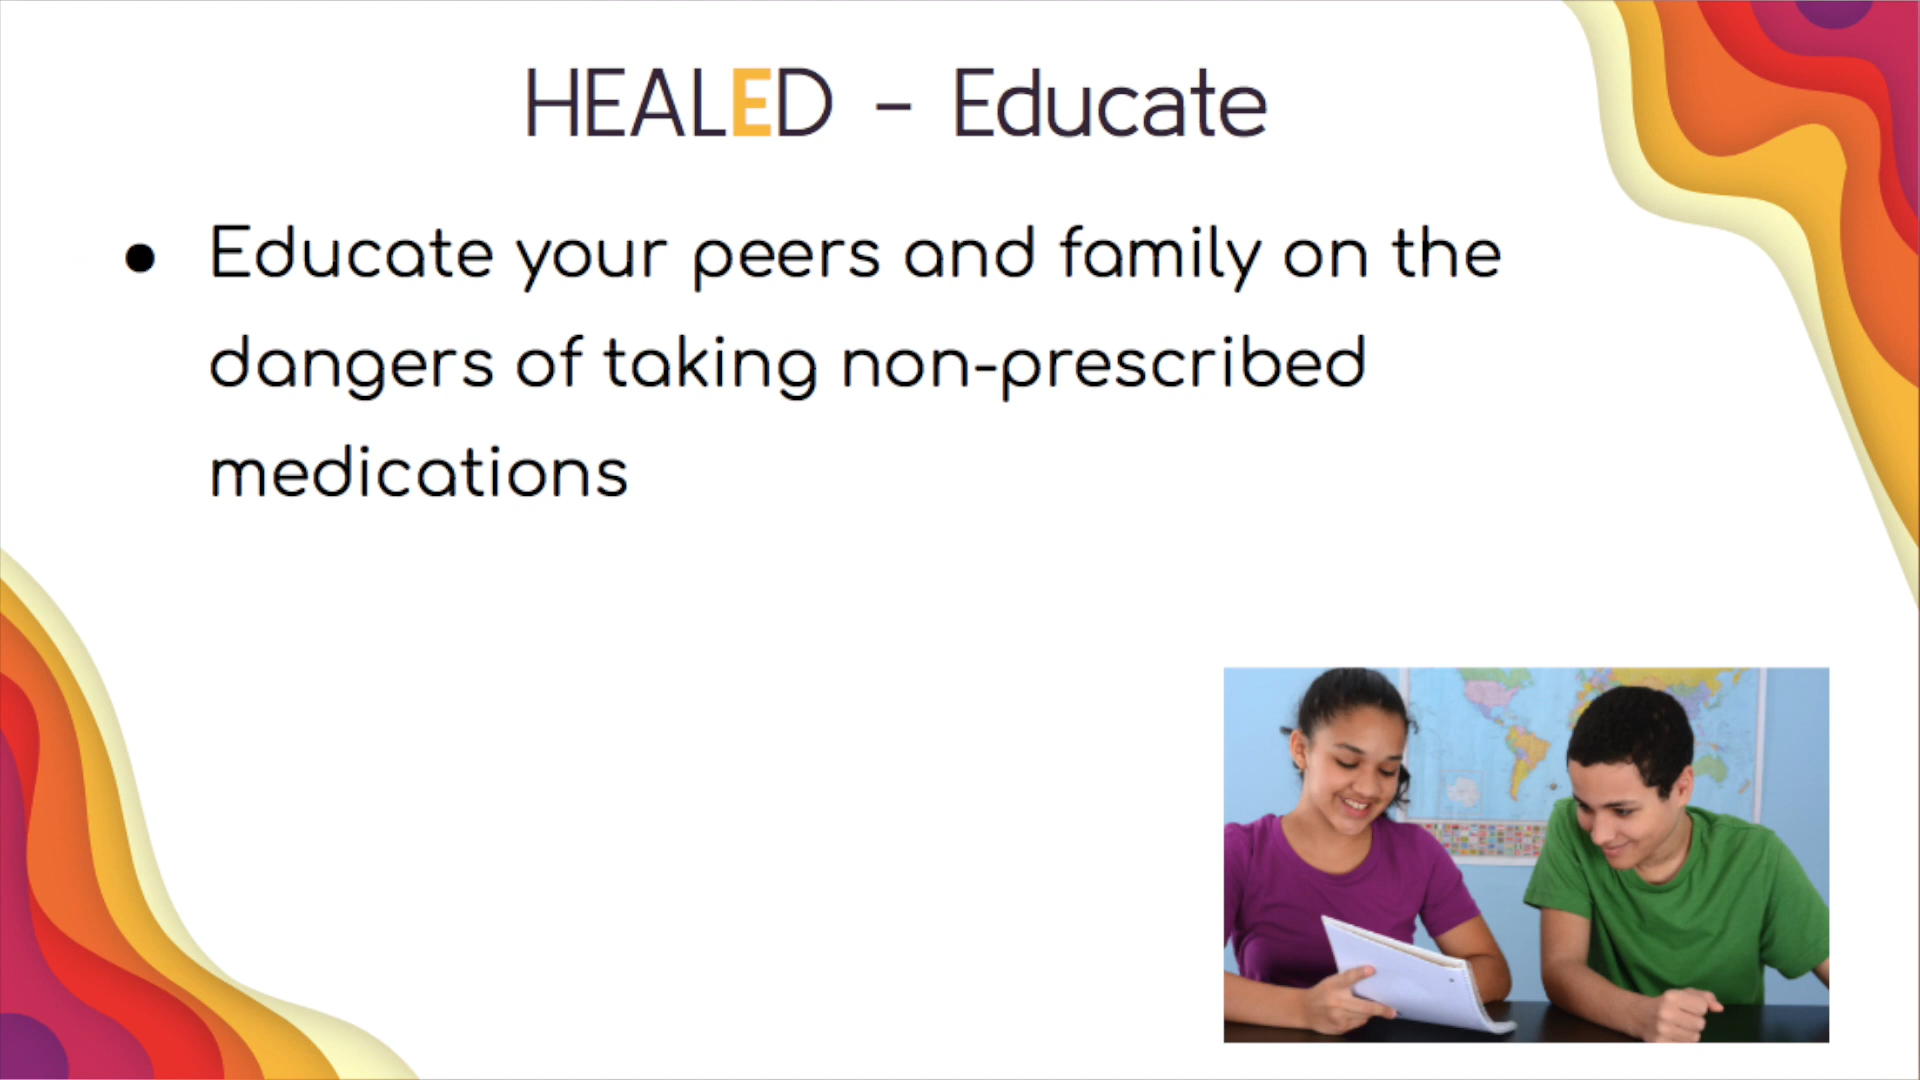 HEALED - Educate
● Educate your peers and family on the
dangers of taking non-prescribed
medications